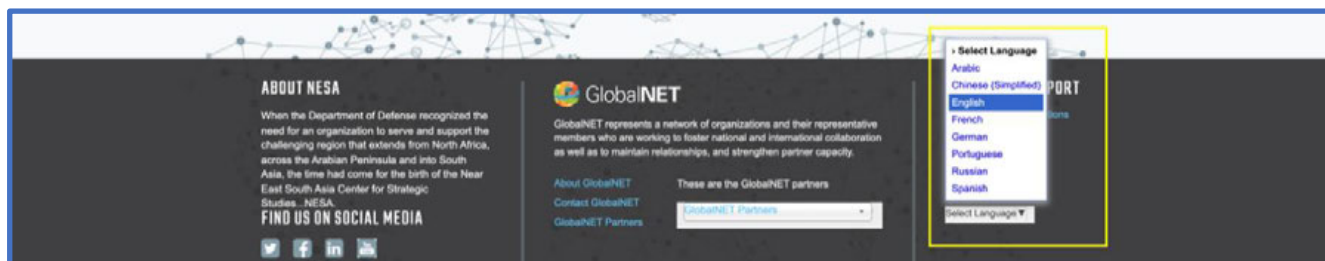 ABOUT NESA
When the Department of Defense recognized the
need for an organization to serve and support the
challenging region that extends from North Africa,
across the Arabian Peninsula and into South
Asia, the time had come for the birth of the Near
East South Asia Center for Strategic
Studies...NESA.
FIND US ON SOCIAL MEDIA
GlobalNET
GlobalNET represents a network of organizations and their representative
members who are working to foster national and international collaboration
as well as to maintain relationships, and strengthen partner capacity.
About GlobalNET
Contact GlobalNET
GlobalNET Partners
These are the GlobalNET partners
GlobalNET Partners
› Select Language
Arabic
Chinese (Simplified)
English
French
German
Portuguese
Russian
Spanish
Select Language▼
PORT
ions